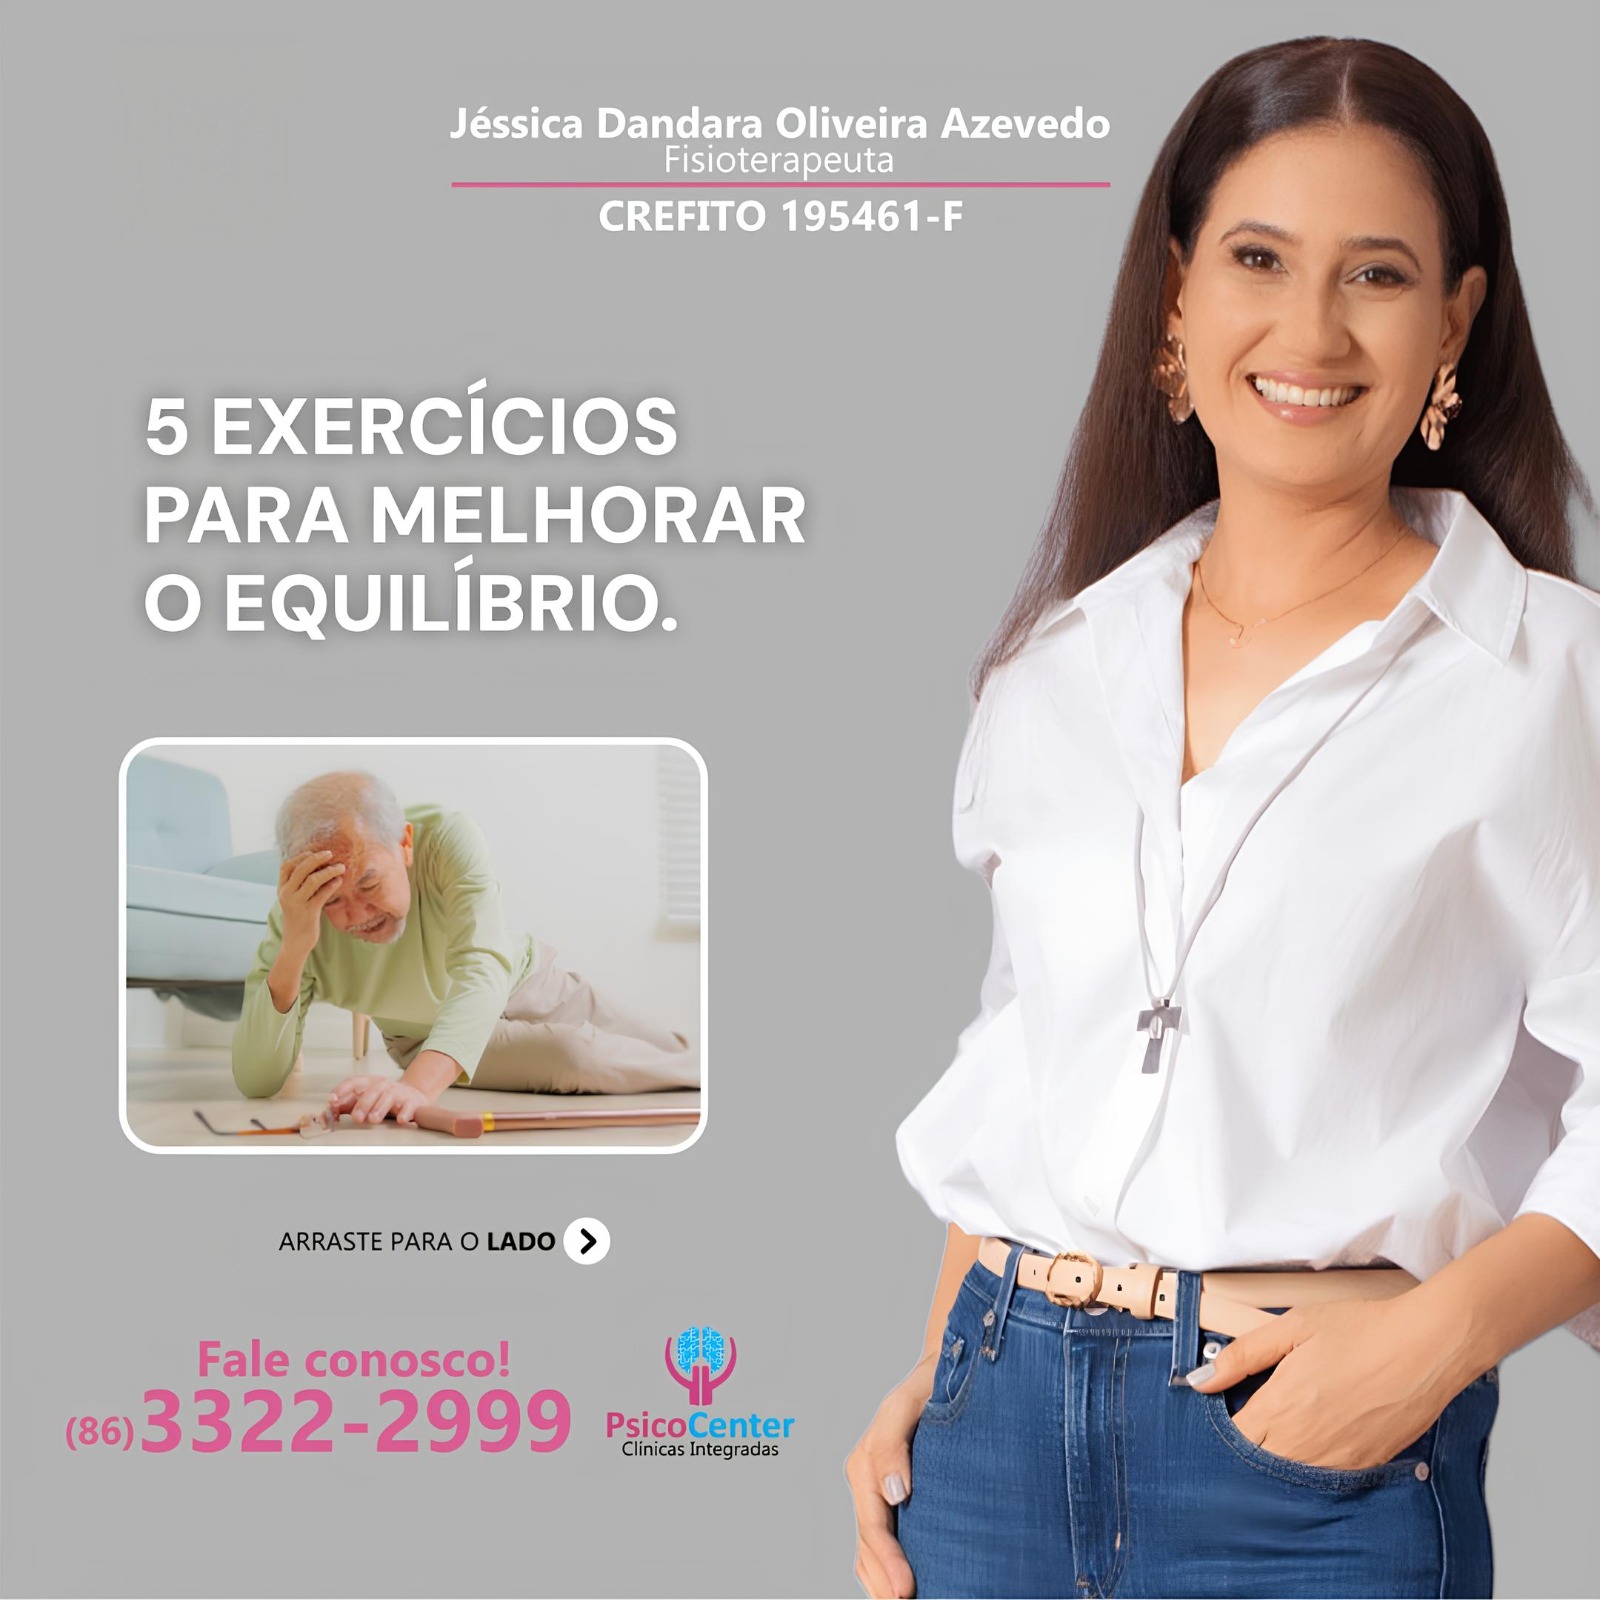 Jéssica Dandara Oliveira Azevedo
Fisioterapeuta
CREFITO 195461-F
5 EXERCÍCIOS
PARA MELHORAR
O EQUILÍBRIO.
ARRASTE PARA O LADO
Fale conosco!
(86) 3322-2999
PsicoCenter
Clínicas Integradas